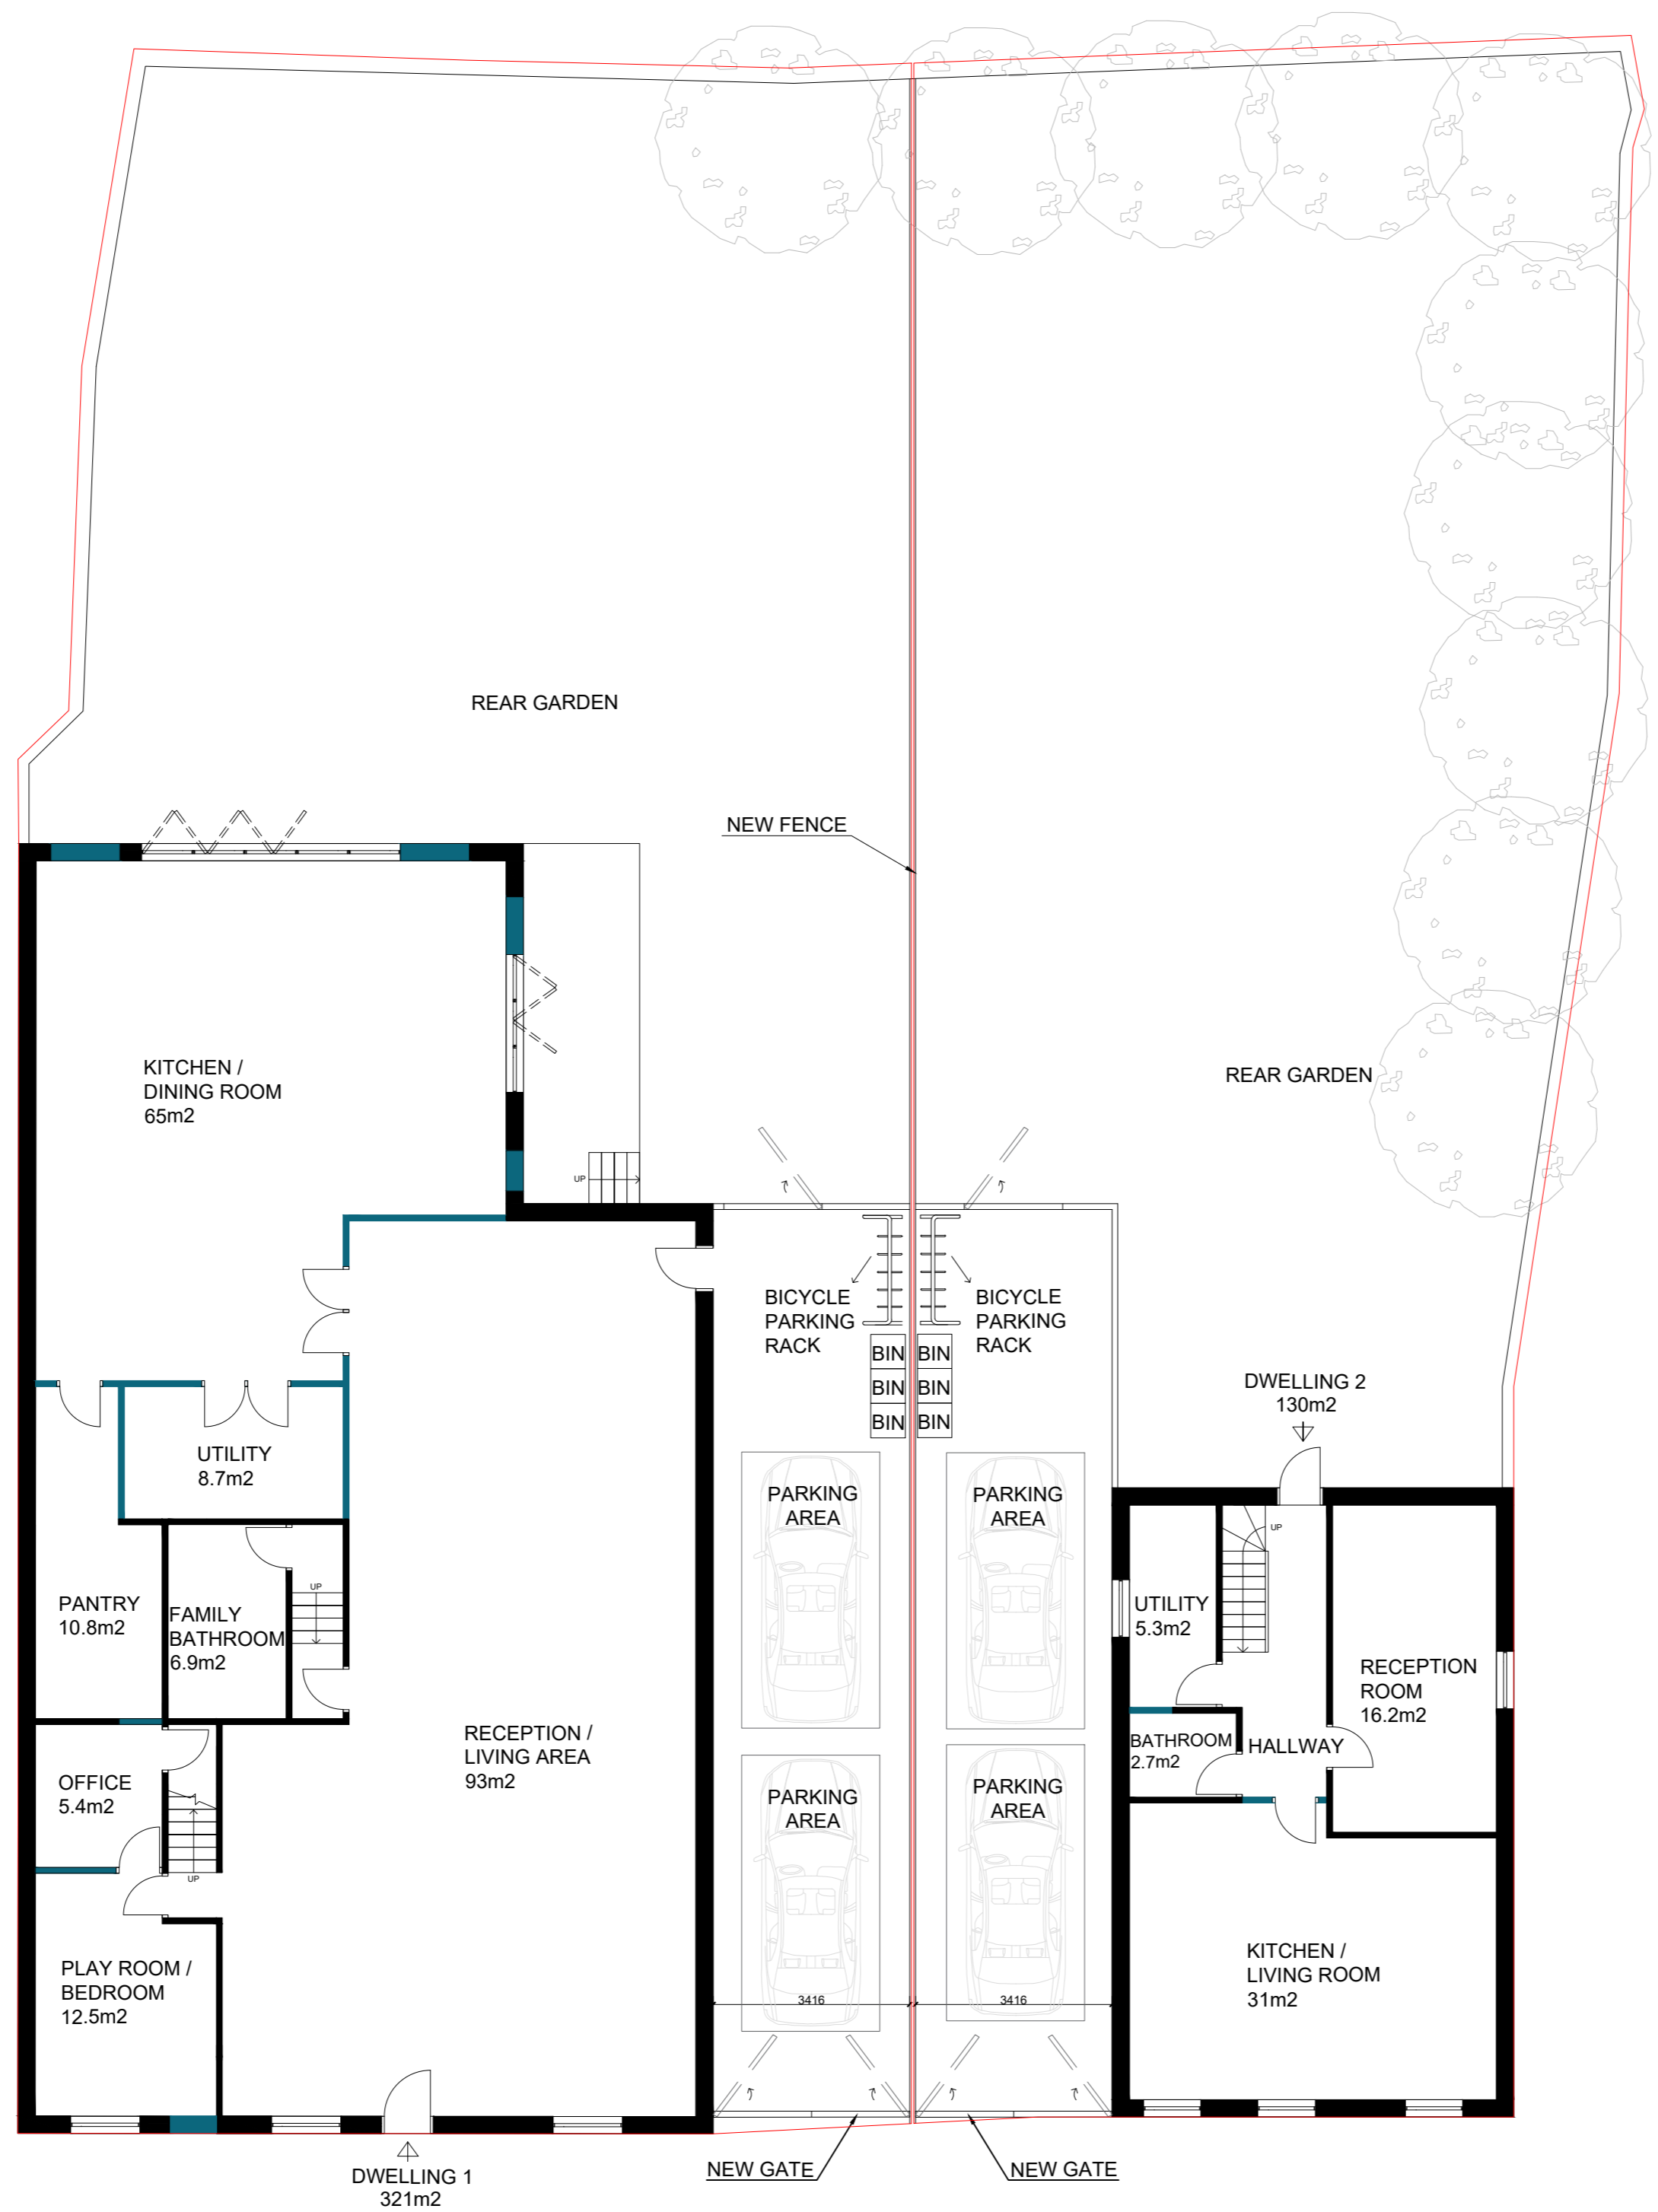 REAR GARDEN
NEW FENCE
KITCHEN /
DINING ROOM
65m2
REAR GARDEN
UP
BICYCLE
PARKING
RACK
BICYCLE
PARKING
RACK
BIN
BIN
BIN
BIN
BIN
BIN
DWELLING 2
130m2
UTILITY
8.7m2
PARKING
AREA
PARKING
AREA
UP
UP
PANTRY
10.8m2
FAMILY
BATHROOM
6.9m2
UTILITY
5.3m2
RECEPTION
ROOM
16.2m2
RECEPTION /
LIVING AREA
93m2
BATHROOM
2.7m2
HALLWAY
OFFICE
5.4m2
PARKING
AREA
PARKING
AREA
UP
PLAY ROOM /
BEDROOM
12.5m2
KITCHEN /
LIVING ROOM
31m2
3416
3416
NEW GATE
NEW GATE
DWELLING 1
321m2